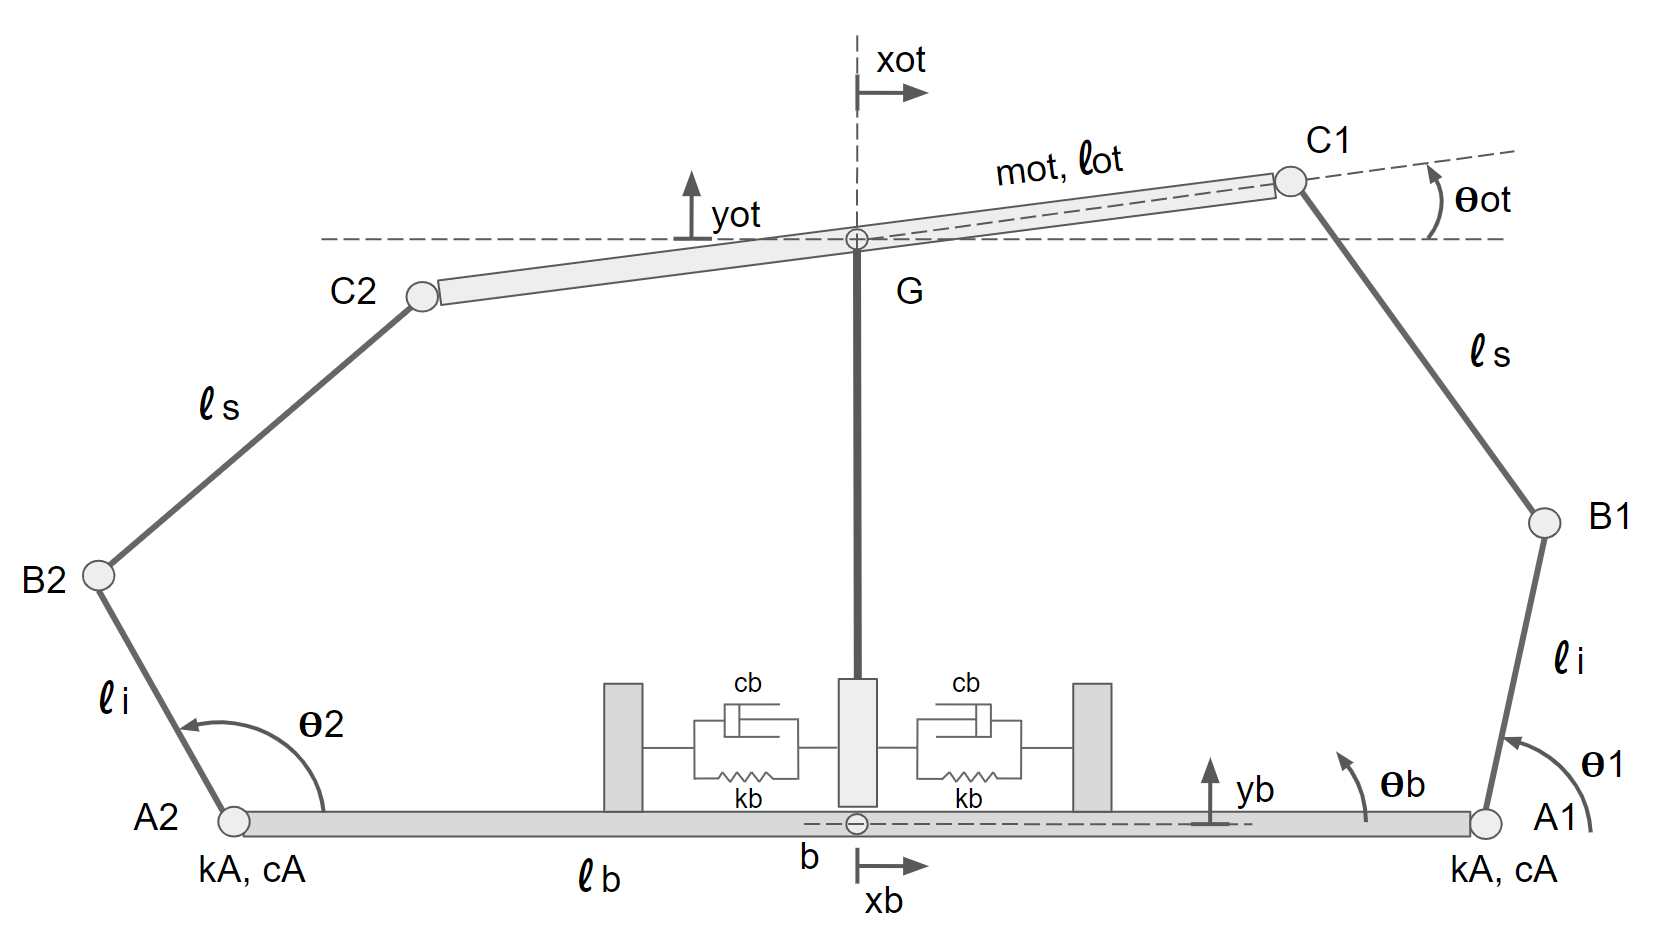 xot
C1
mot, ℓot
θot
yot
C2
G
ℓs
ℓs
B1
B2
ℓi
ℓi
cb
cb
θ2
θ1
kb
kb
yb
θb
A2
A1
b
kA, cA
ℓb
xb
kA, cA